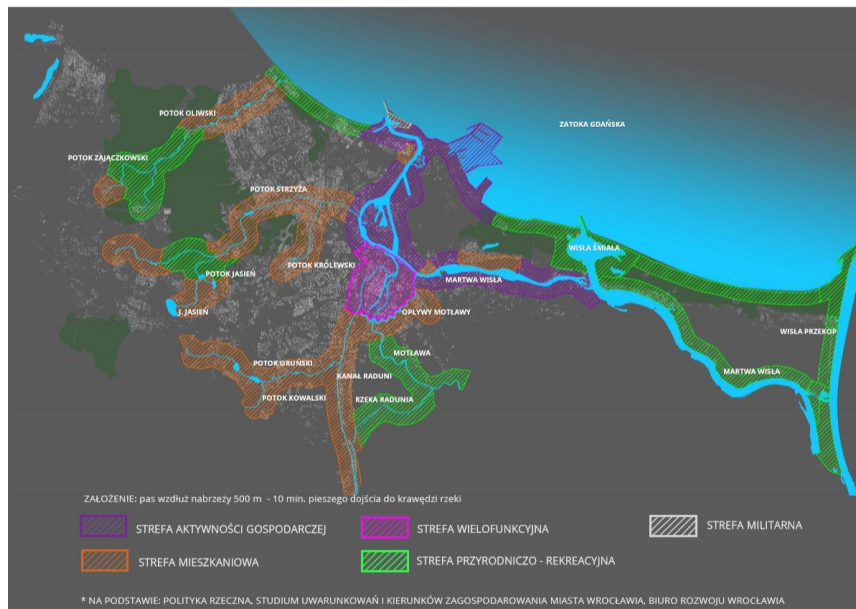 POTOK OLIWSKI
ZATOKA GDAŃSKA
POTOK ZAJĄCZKOWSKI
POTOK STRZYŻA
WISŁA ŚMIAŁA
POTOK KRÓLEWSKI
POTOK JASIEŃ
MARTWA WISŁA
J. JASIEŃ
OPŁYWY MOTŁAWY
WISŁA PRZEKOP
MOTŁAWA
POTOK ORUŃSKI
KANAŁ RADUNI
MARTWA WISŁA
POTOK KOWALSKI
RZEKA RADUNIA
ZAŁOŻENIE: pas wzdłuż nabrzeży 500 m - 10 min. pieszego dojścia do krawędzi rzeki
STREFA AKTYWNOŚCI GOSPODARCZEJ
STREFA WIELOFUNKCYJNA
STREFA MILITARNA
STREFA MIESZKANIOWA
STREFA PRZYRODNICZO - REKREACYJNA
* NA PODSTAWIE: POLITYKA RZECZNA, STUDIUM UWARUNKOWAŃ I KIERUNKÓW ZAGOSPODAROWANIA MIASTA WROCŁAWIA, BIURO ROZWOJU WROCŁAWIA